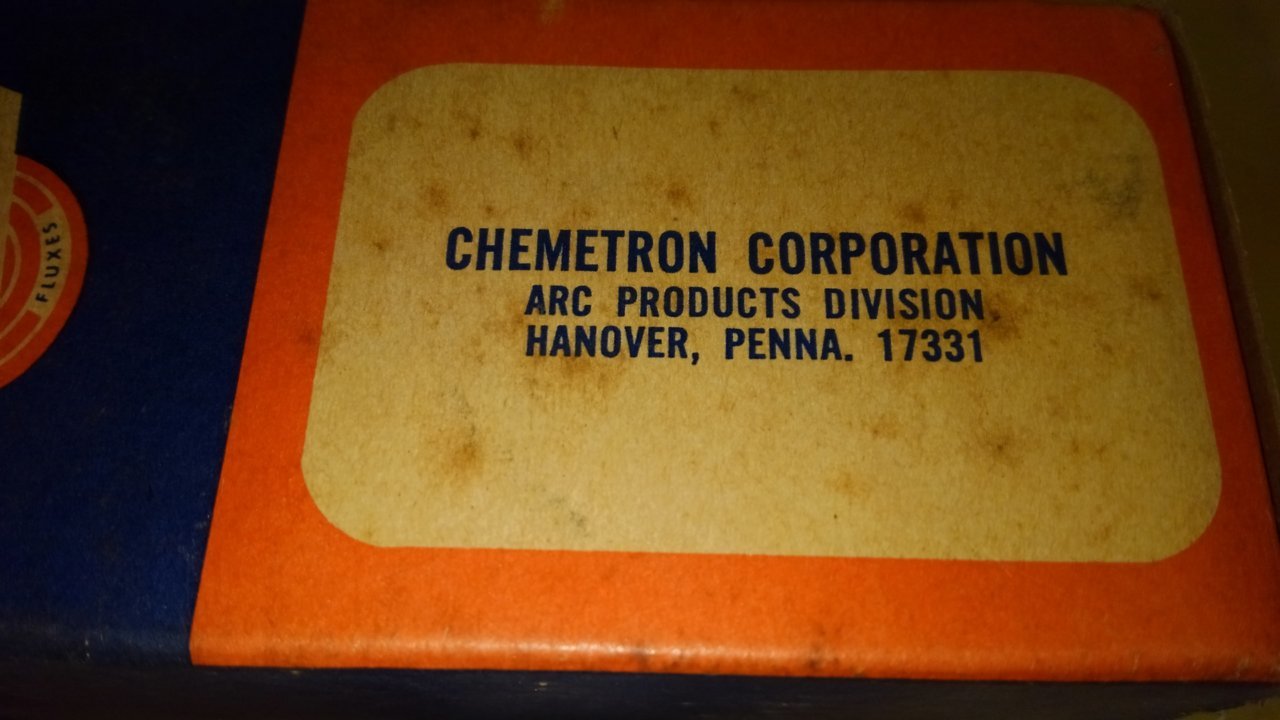 FLUXES
CHEMETRON CORPORATION
ARC PRODUCTS DIVISION
HANOVER, PENNA. 17331